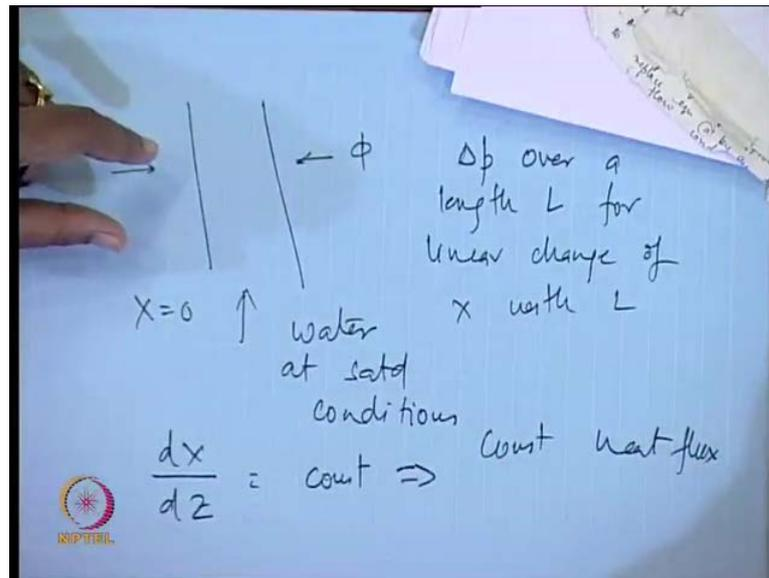 ← ϕ
Δp over a
length L for
linear change of
x with L
x=0 ↑ water
at satd
conditions
dx/dz = const ⇒ const heat flux
NPTEL